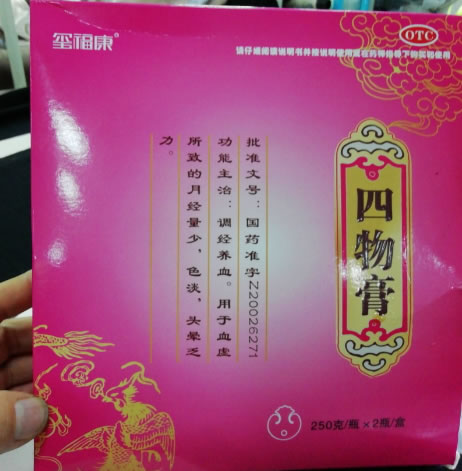 玺福康
OTC
请仔细阅读说明书并按说明使用或在药师指导下购买和使用
四物膏
批准文号：国药准字Z20026271
功能主治：调经养血。用于血虚
所致的月经量少，色淡，头晕乏
力。
250克/瓶×2瓶/盒